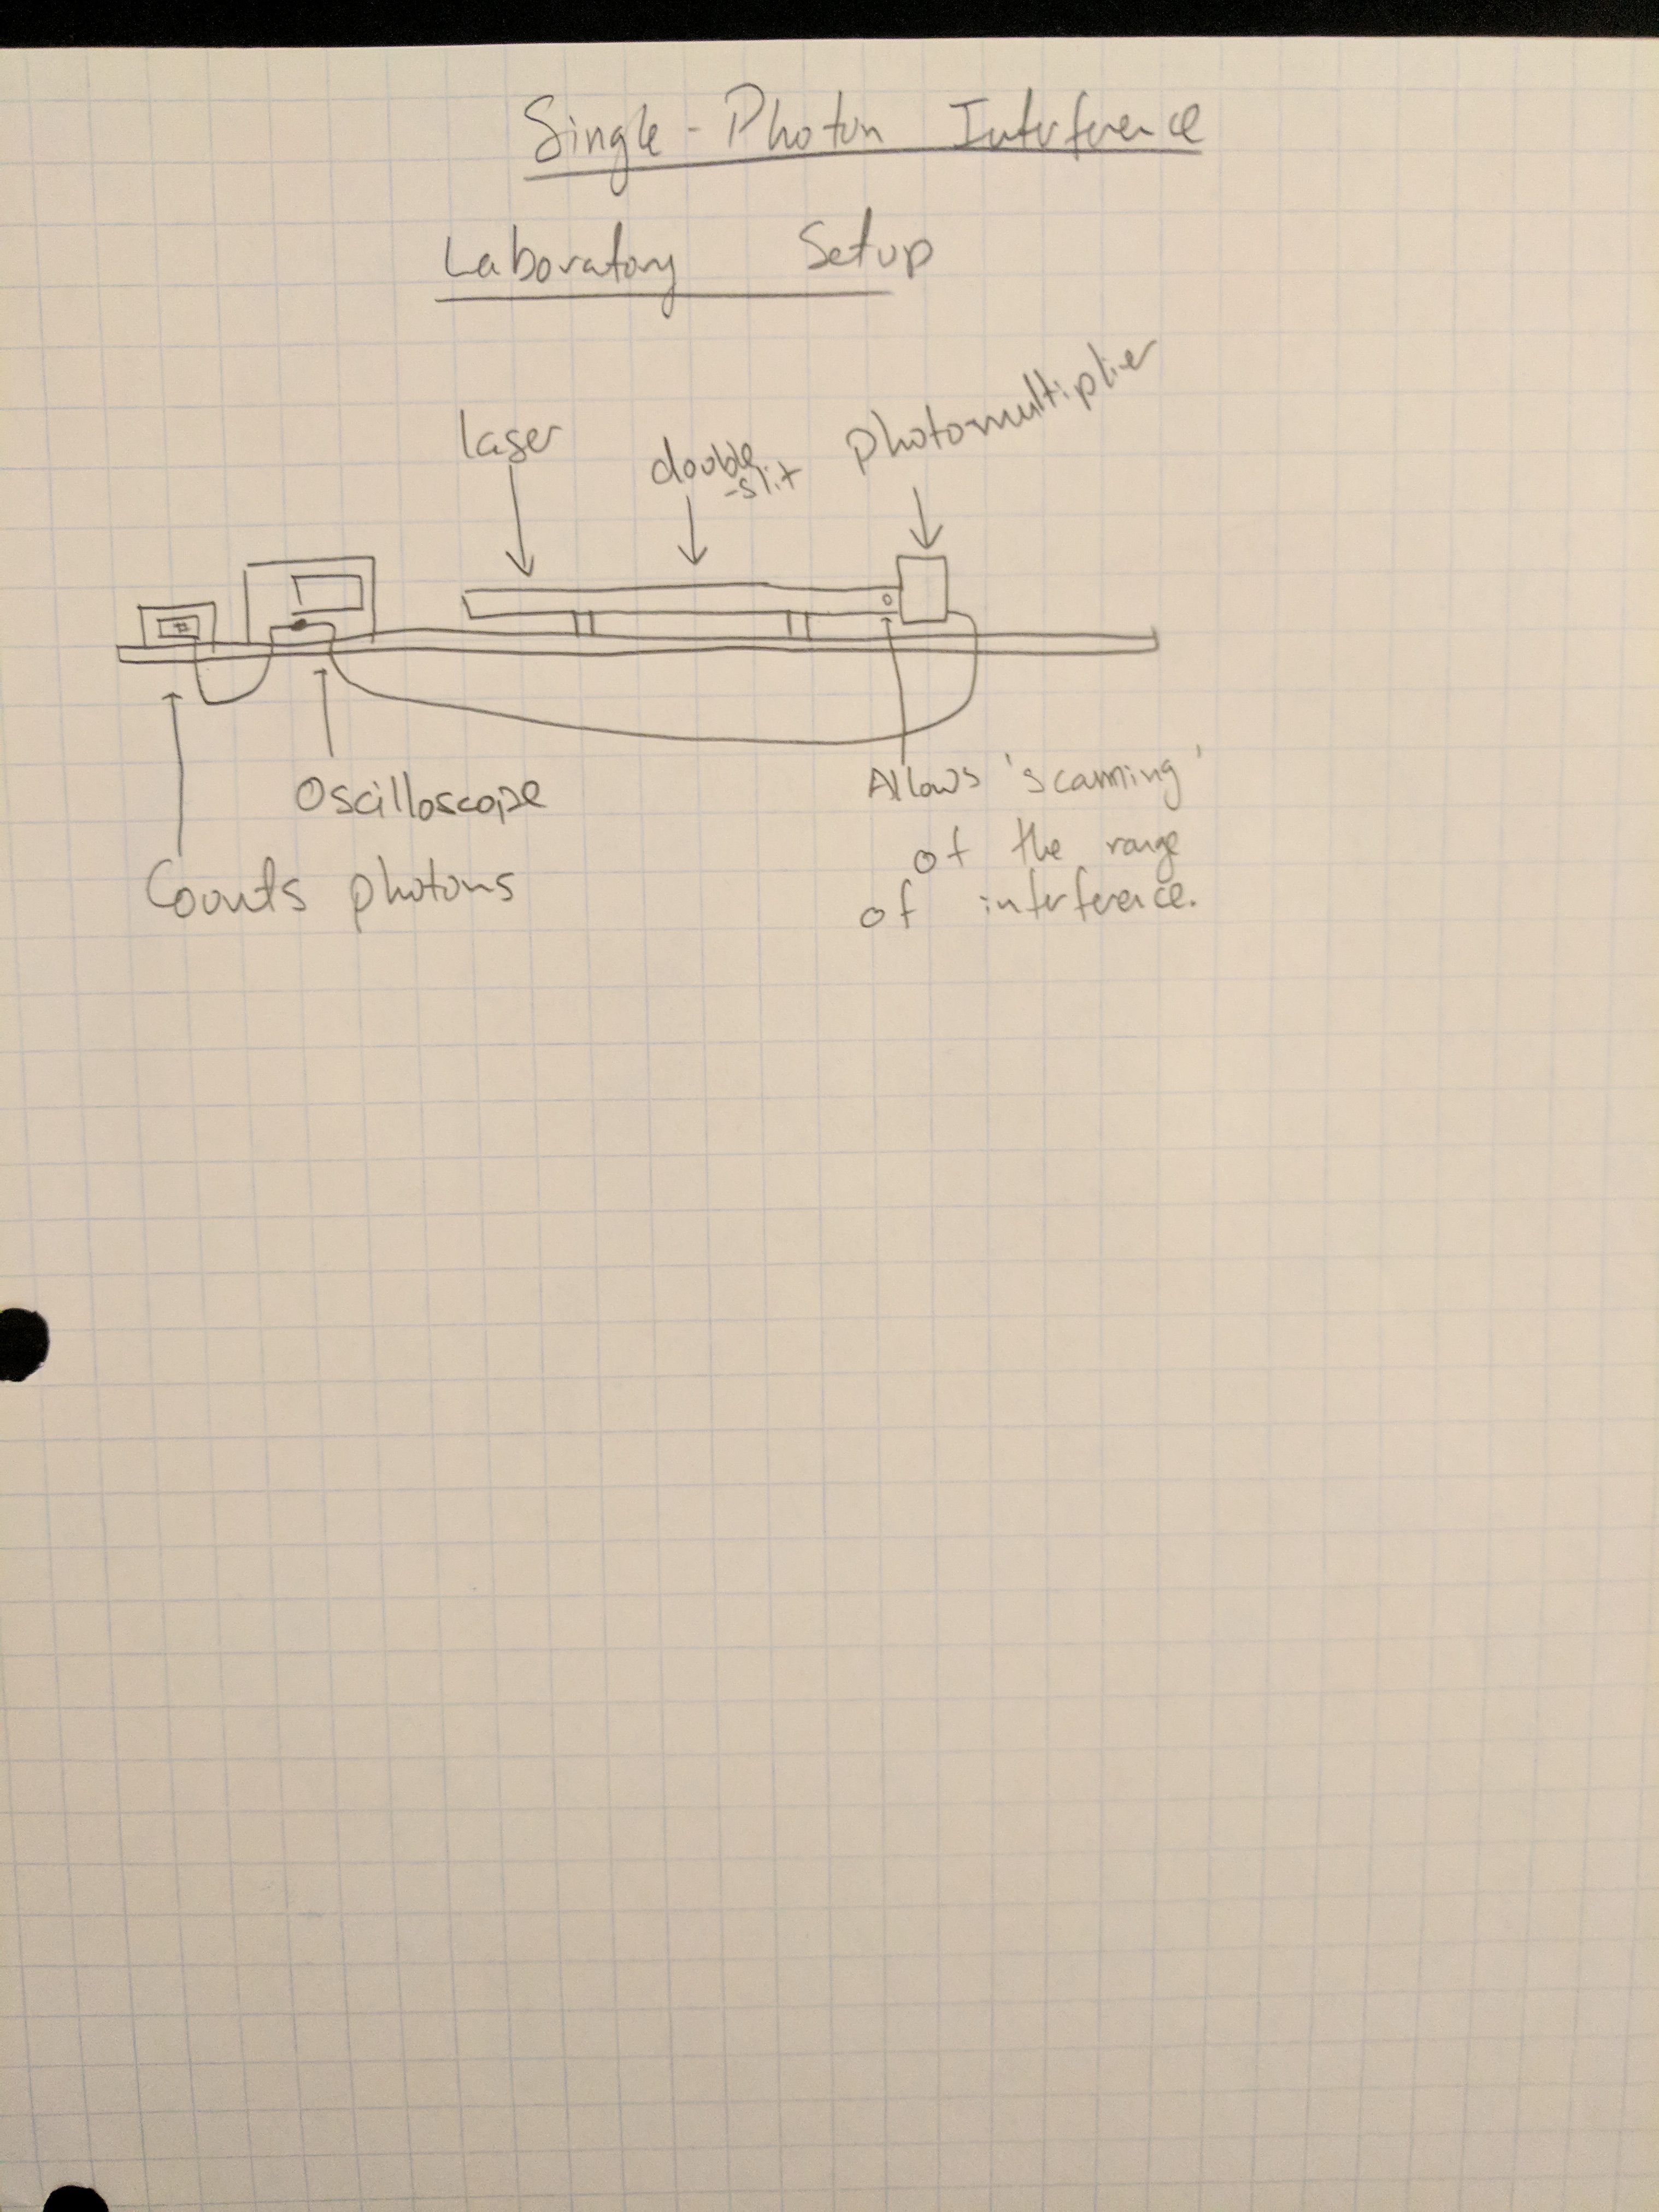 Single-Photon Interference
Laboratory Setup
laser
double
-slit
photomultiplier
Oscilloscope
Counts photons
Allows 'scanning'
of the range
of interference.